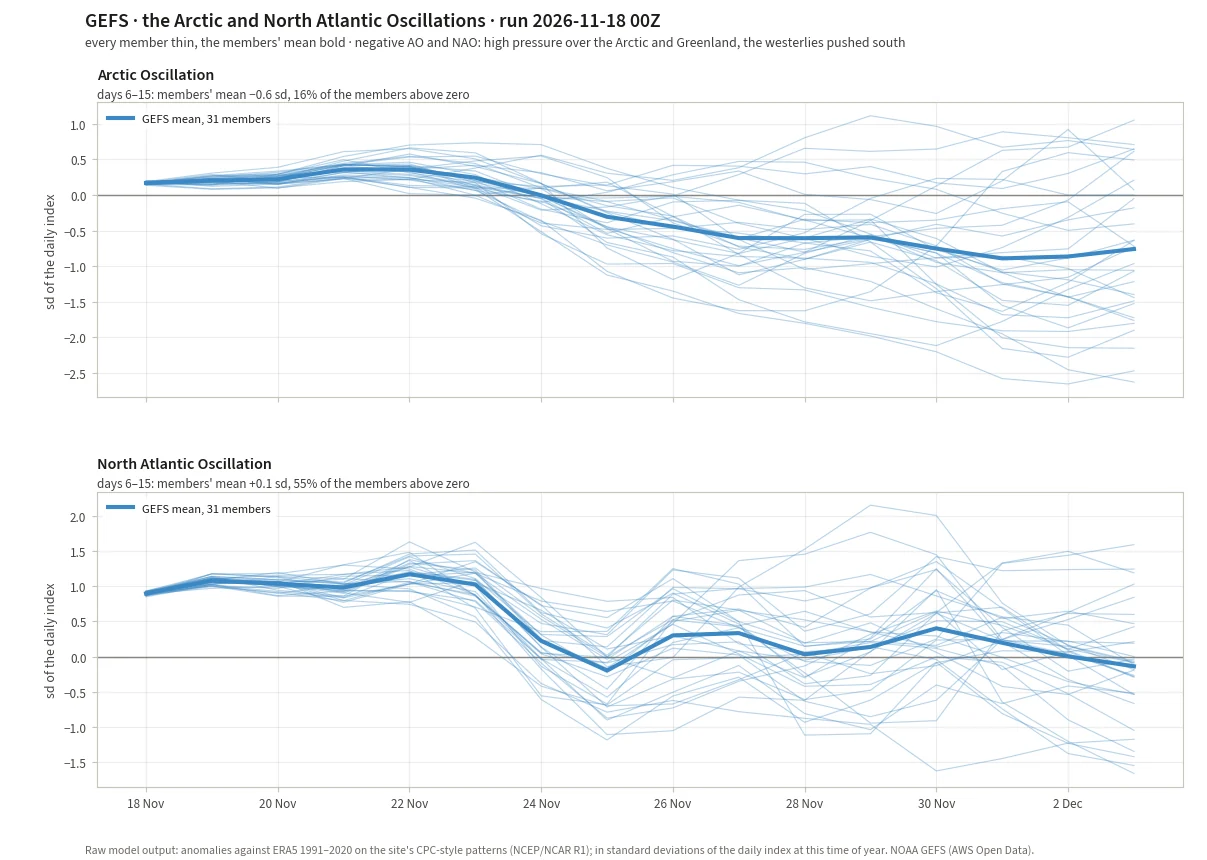 GEFS · the Arctic and North Atlantic Oscillations · run 2026-11-18 00Z
every member thin, the members' mean bold · negative AO and NAO: high pressure over the Arctic and Greenland, the westerlies pushed south
Arctic Oscillation
days 6–15: members' mean −0.6 sd, 16% of the members above zero
GEFS mean, 31 members
1.0
0.5
0.0
−0.5
−1.0
−1.5
−2.0
−2.5
sd of the daily index
North Atlantic Oscillation
days 6–15: members' mean +0.1 sd, 55% of the members above zero
GEFS mean, 31 members
2.0
1.5
1.0
0.5
0.0
−0.5
−1.0
−1.5
sd of the daily index
18 Nov 20 Nov 22 Nov 24 Nov 26 Nov 28 Nov 30 Nov 2 Dec
Raw model output: anomalies against ERA5 1991–2020 on the site's CPC-style patterns (NCEP/NCAR R1); in standard deviations of the daily index at this time of year. NOAA GEFS (AWS Open Data).